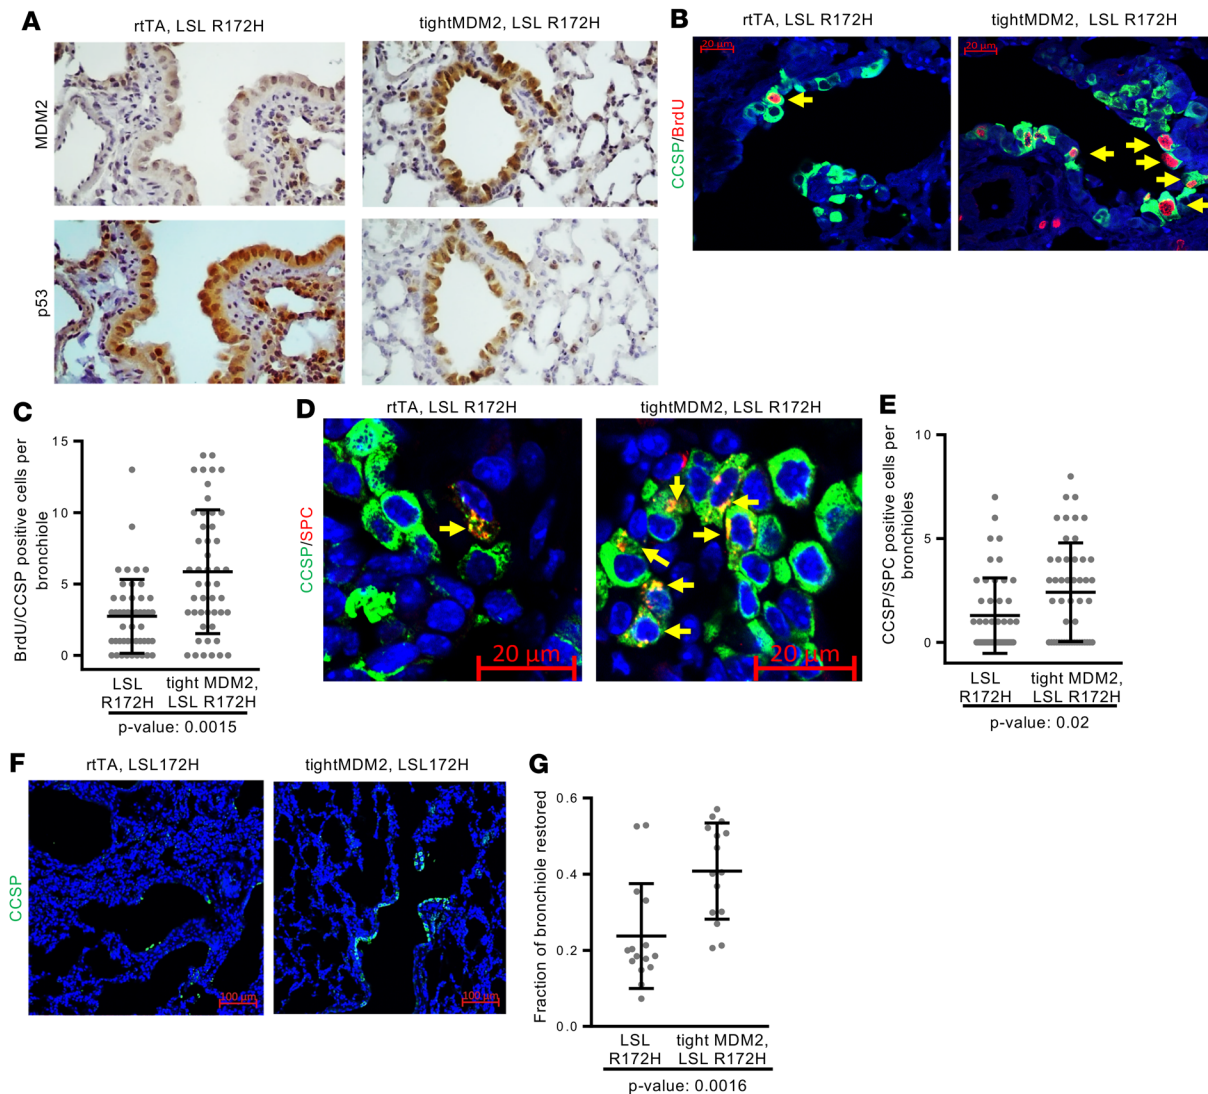 A
rtTA, LSL R172H
tightMDM2, LSL R172H
MDM2
p53
B
rtTA, LSL R172H
tightMDM2, LSL R172H
CCSP/BrdU
20 µm
20 µm
C
BrdU/CCSP positive cells per
bronchiole
15
10
5
0
LSL
R172H
tight MDM2,
LSL R172H
p-value: 0.0015
D
rtTA, LSL R172H
tightMDM2, LSL R172H
CCSP/SPC
20 µm
20 µm
E
CCSP/SPC positive cells per
bronchioles
10
5
0
LSL
R172H
tight MDM2,
LSL R172H
p-value: 0.02
F
rtTA, LSL172H
tightMDM2, LSL172H
CCSP
100 µm
100 µm
G
Fraction of bronchiole restored
0.6
0.4
0.2
0.0
LSL
R172H
tight MDM2,
LSL R172H
p-value: 0.0016